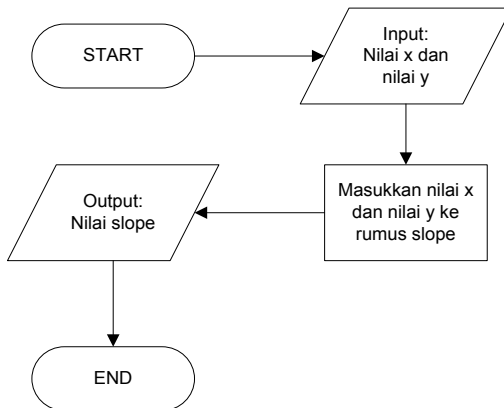 START
Input:
Nilai x dan
nilai y
Masukkan nilai x
dan nilai y ke
rumus slope
Output:
Nilai slope
END